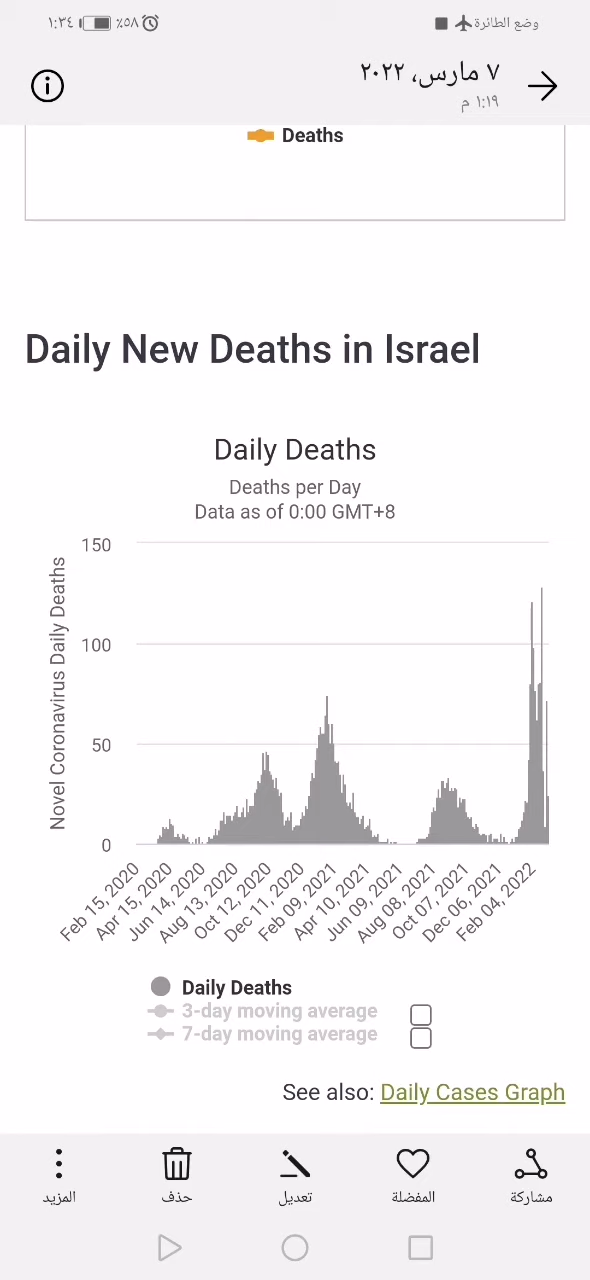 ١:٣٤ ٪٥٨ وضع الطائرة
٧ مارس، ٢٠٢٢
١:١٩ م
Deaths
Daily New Deaths in Israel
Daily Deaths
Deaths per Day
Data as of 0:00 GMT+8
Novel Coronavirus Daily Deaths
150
100
50
0
Feb 15, 2020
Apr 15, 2020
Jun 14, 2020
Aug 13, 2020
Oct 12, 2020
Dec 11, 2020
Feb 09, 2021
Apr 10, 2021
Jun 09, 2021
Aug 08, 2021
Oct 07, 2021
Dec 06, 2021
Feb 04, 2022
Daily Deaths
3-day moving average
7-day moving average
See also: Daily Cases Graph
مشاركة المفضلة تعديل حذف المزيد